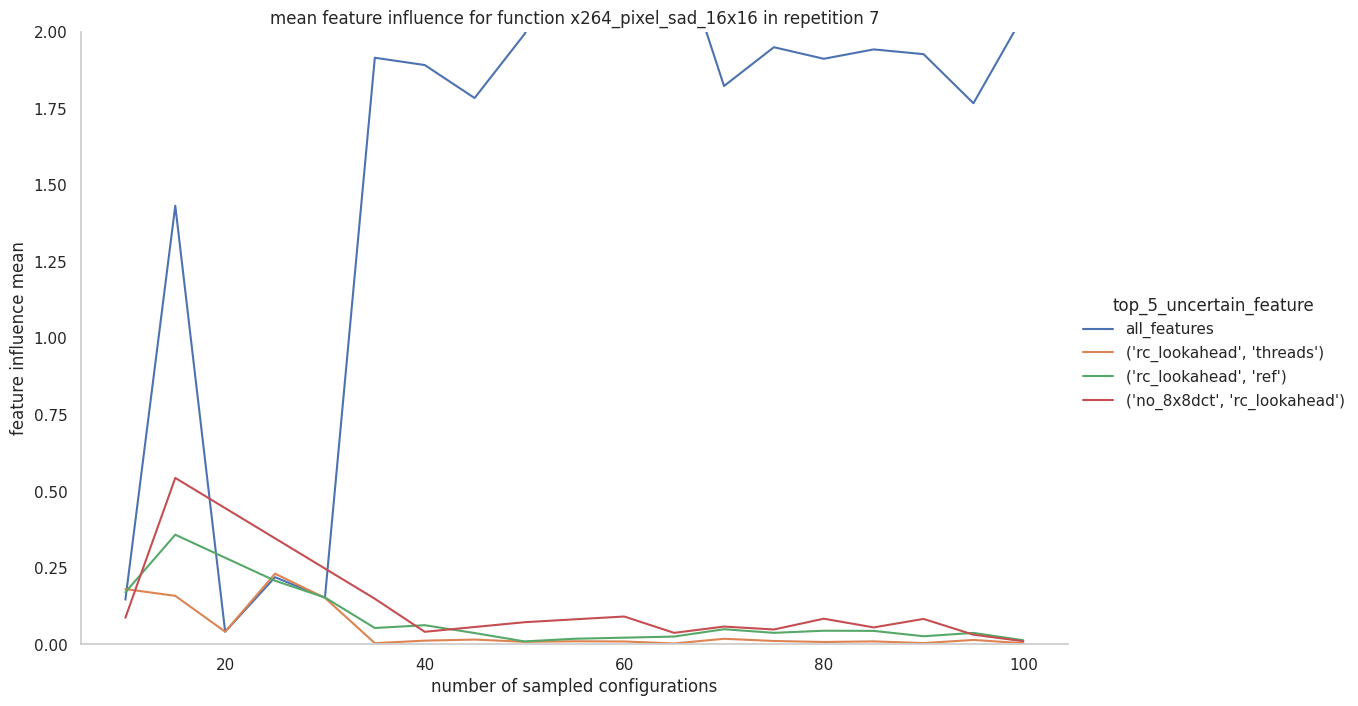 mean feature influence for function x264_pixel_sad_16x16 in repetition 7
2.00
1.75
1.50
1.25
1.00
0.75
0.50
0.25
0.00
feature influence mean
20
40
60
80
100
number of sampled configurations
top_5_uncertain_feature
all_features
('rc_lookahead', 'threads')
('rc_lookahead', 'ref')
('no_8x8dct', 'rc_lookahead')